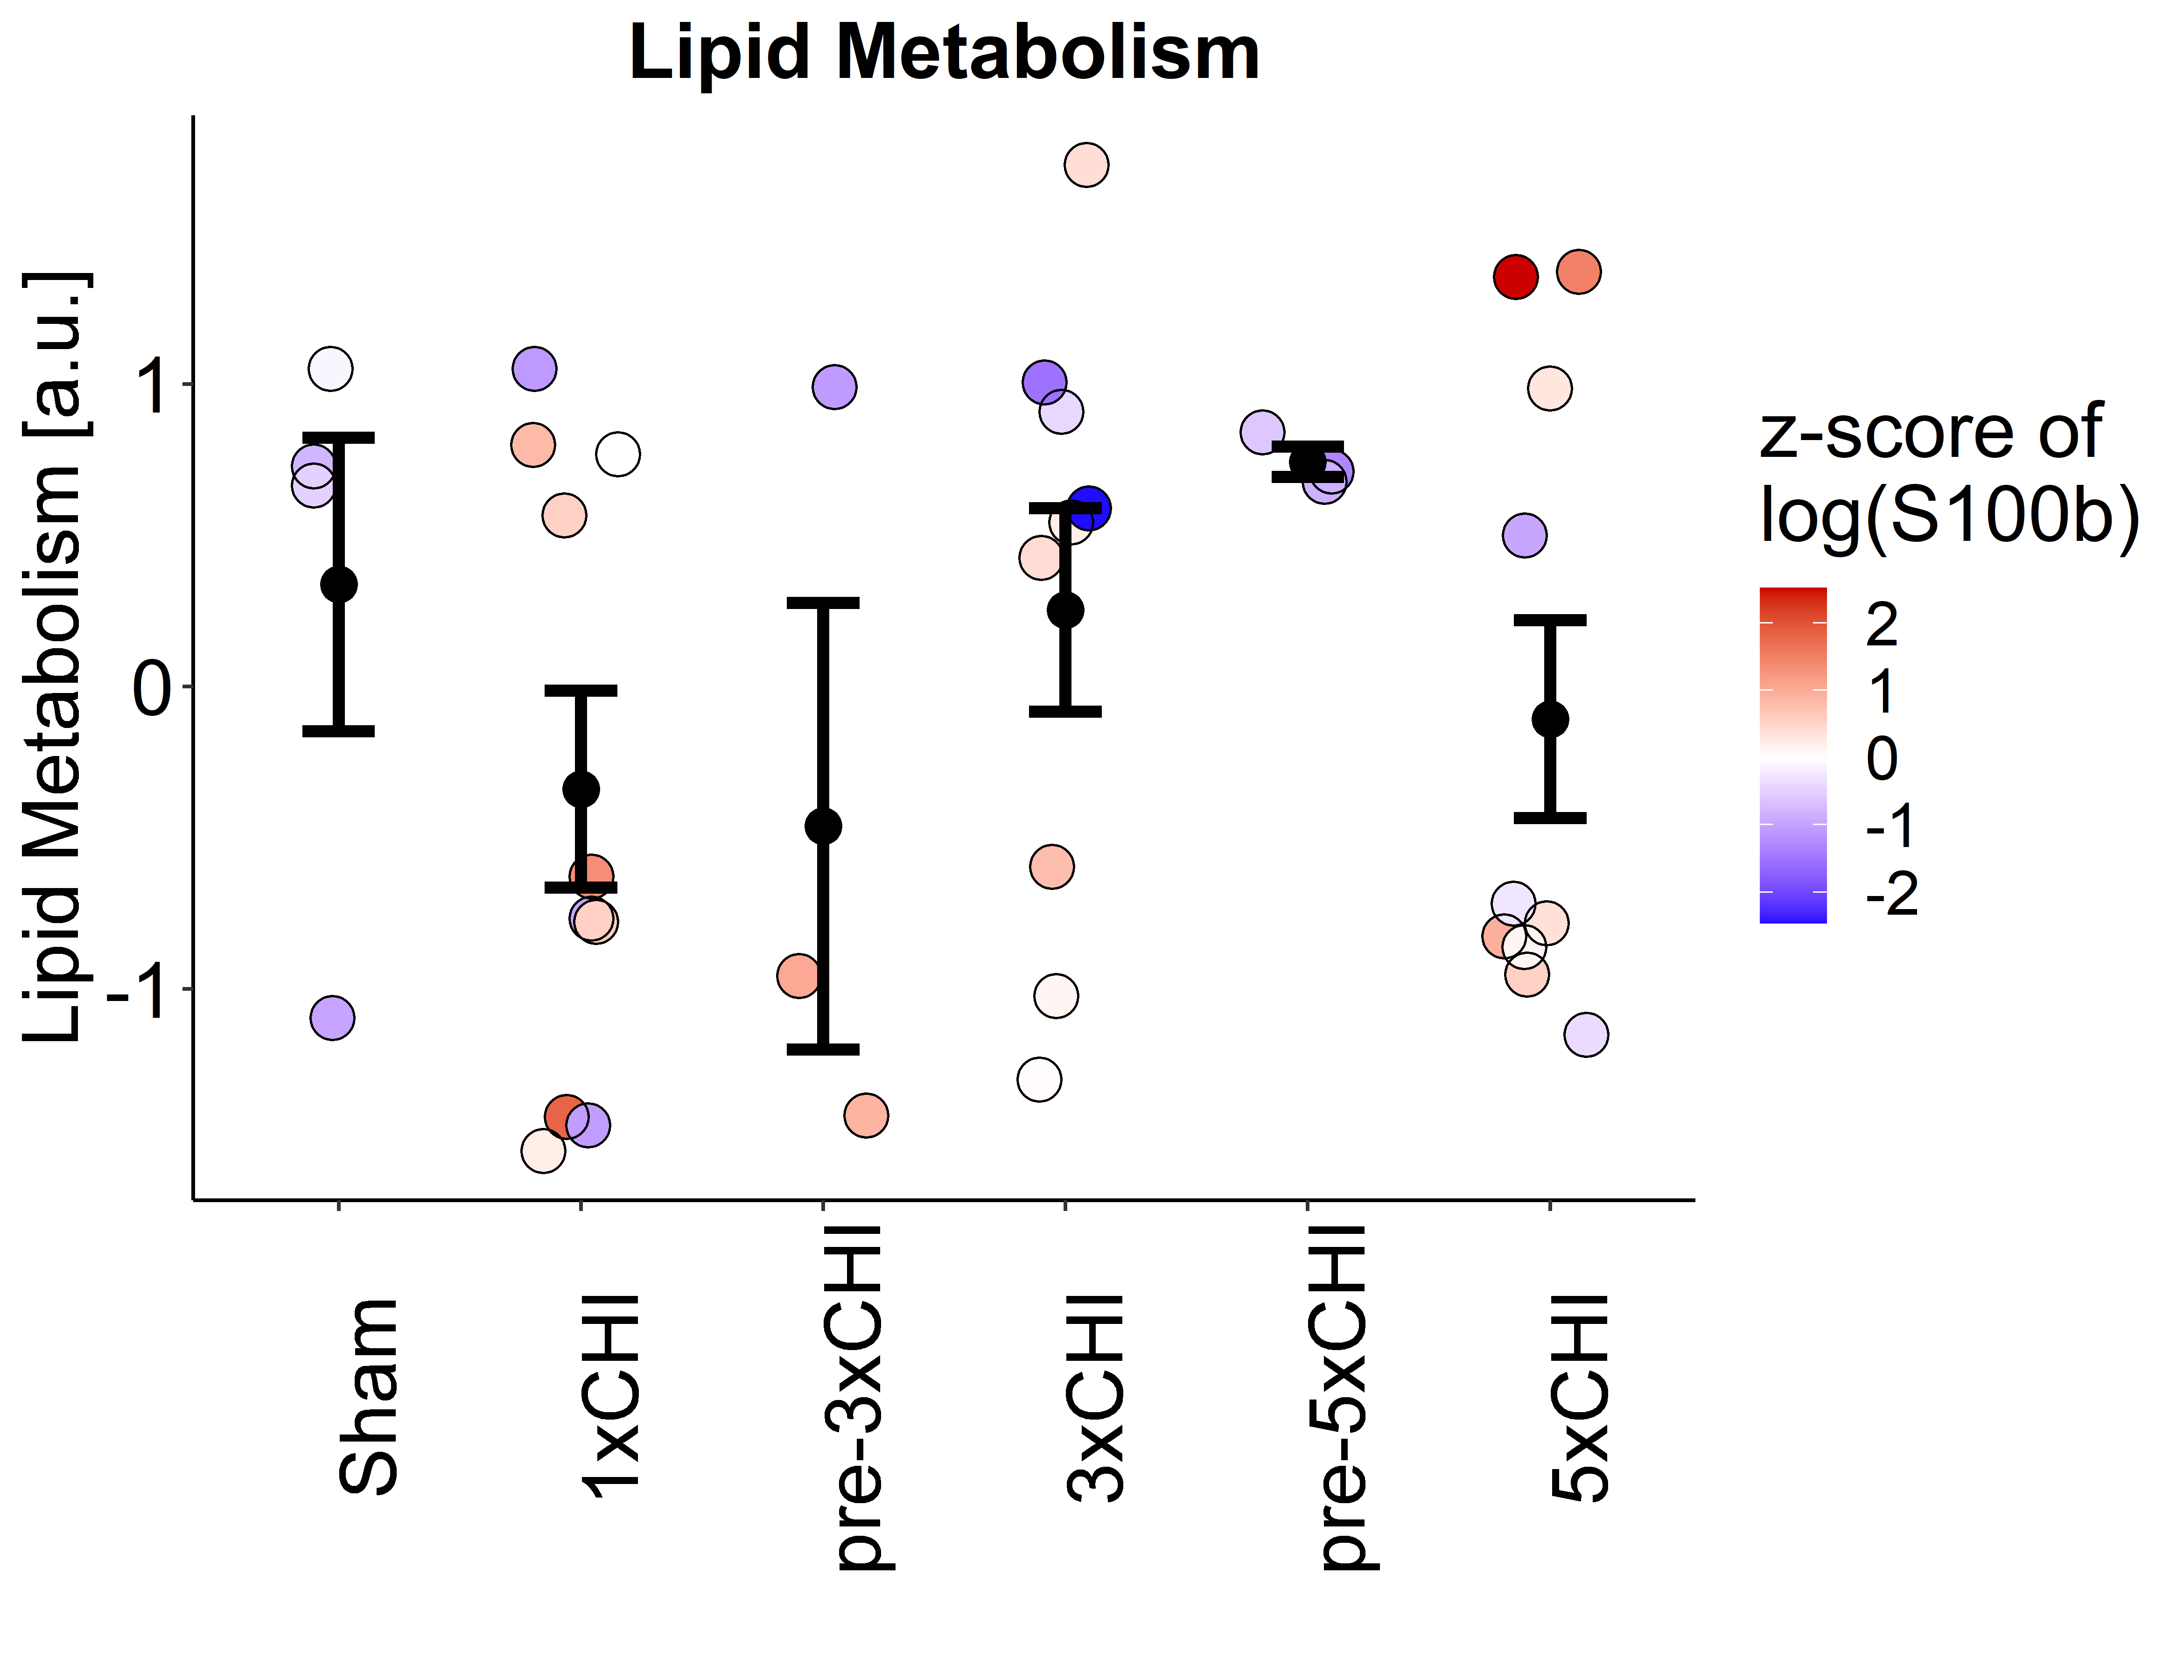 Lipid Metabolism
Lipid Metabolism [a.u.]
1
0
-1
Sham
1xCHI
pre-3xCHI
3xCHI
pre-5xCHI
5xCHI
z-score of
log(S100b)
2
1
0
-1
-2